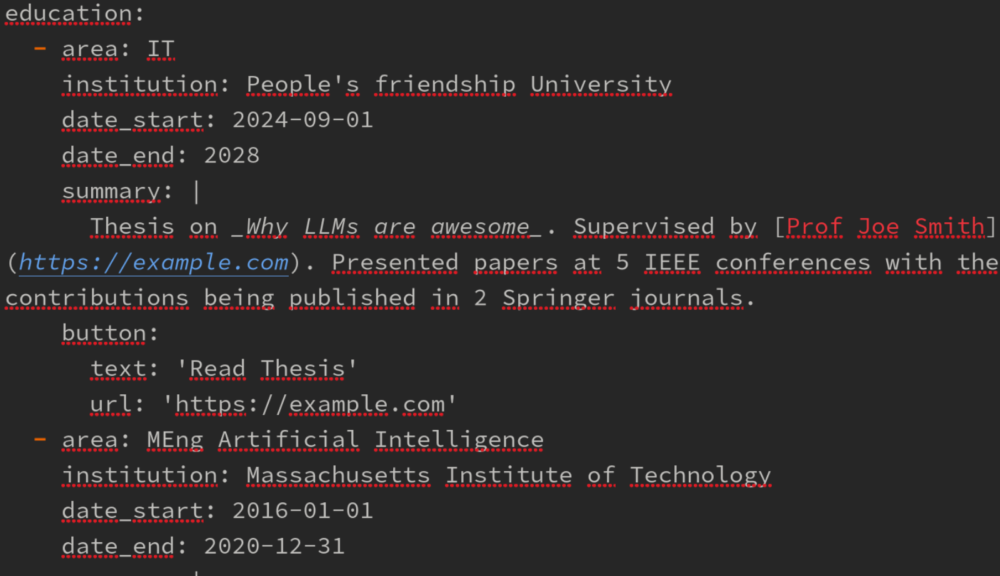 education:
  - area: IT
    institution: People's friendship University
    date_start: 2024-09-01
    date_end: 2028
    summary: |
      Thesis on _Why LLMs are awesome_. Supervised by [Prof Joe Smith]
(https://example.com). Presented papers at 5 IEEE conferences with the
contributions being published in 2 Springer journals.
    button:
      text: 'Read Thesis'
      url: 'https://example.com'
  - area: MEng Artificial Intelligence
    institution: Massachusetts Institute of Technology
    date_start: 2016-01-01
    date_end: 2020-12-31